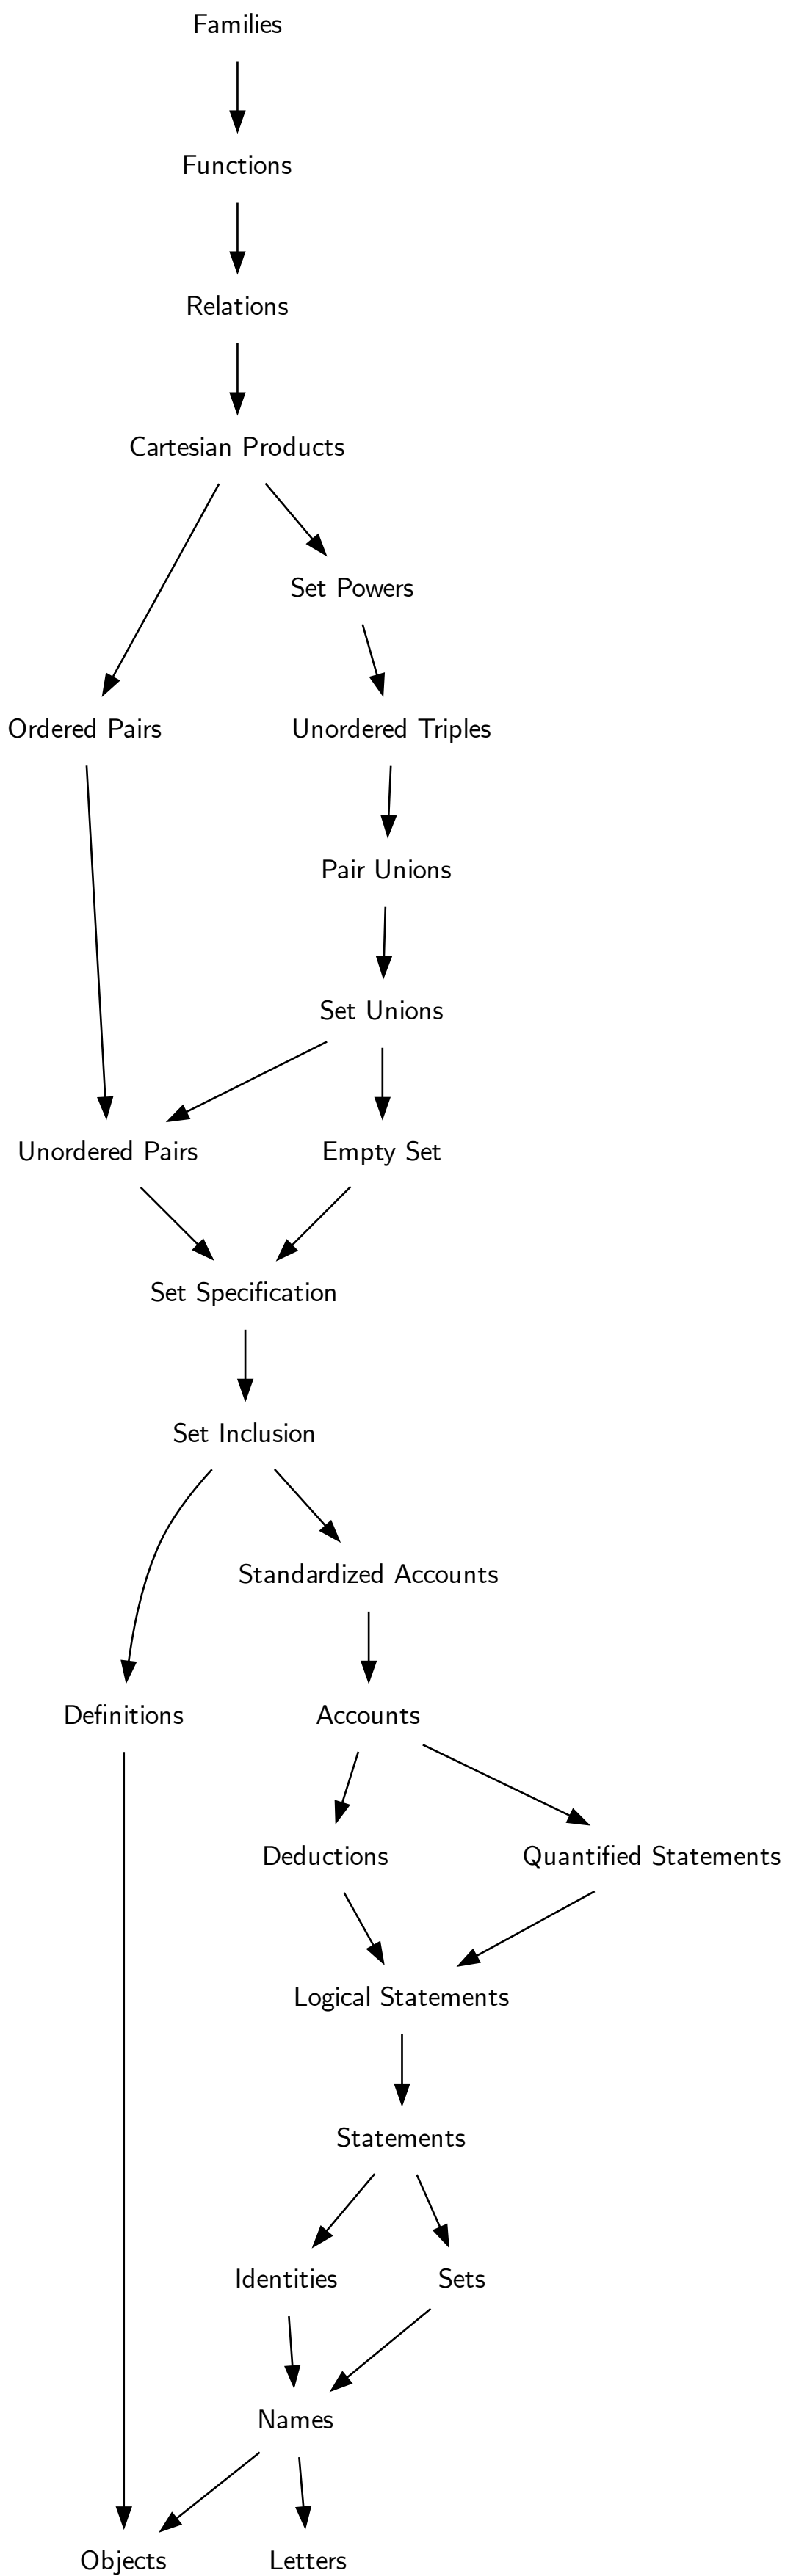 Families
Functions
Relations
Cartesian Products
Set Powers
Ordered Pairs
Unordered Triples
Pair Unions
Set Unions
Unordered Pairs
Empty Set
Set Specification
Set Inclusion
Standardized Accounts
Definitions
Accounts
Deductions
Quantified Statements
Logical Statements
Statements
Identities
Sets
Names
Objects
Letters